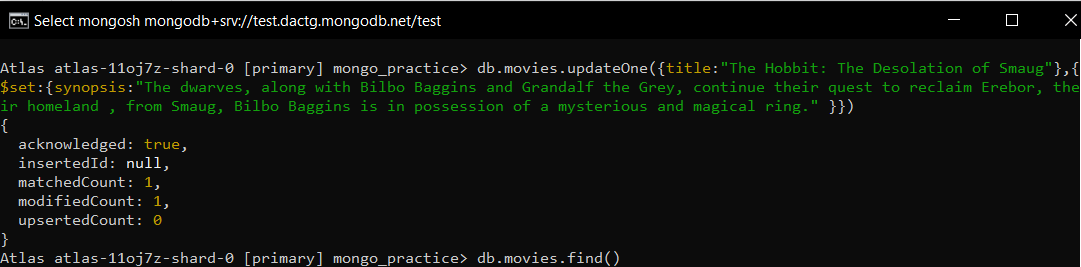 Select mongosh mongodb+srv://test.dactg.mongodb.net/test
Atlas atlas-11oj7z-shard-0 [primary] mongo_practice> db.movies.updateOne({title:"The Hobbit: The Desolation of Smaug"},{
$set:{synopsis:"The dwarves, along with Bilbo Baggins and Grandalf the Grey, continue their quest to reclaim Erebor, the
ir homeland , from Smaug, Bilbo Baggins is in possession of a mysterious and magical ring." }})
{
  acknowledged: true,
  insertedId: null,
  matchedCount: 1,
  modifiedCount: 1,
  upsertedCount: 0
}
Atlas atlas-11oj7z-shard-0 [primary] mongo_practice> db.movies.find()